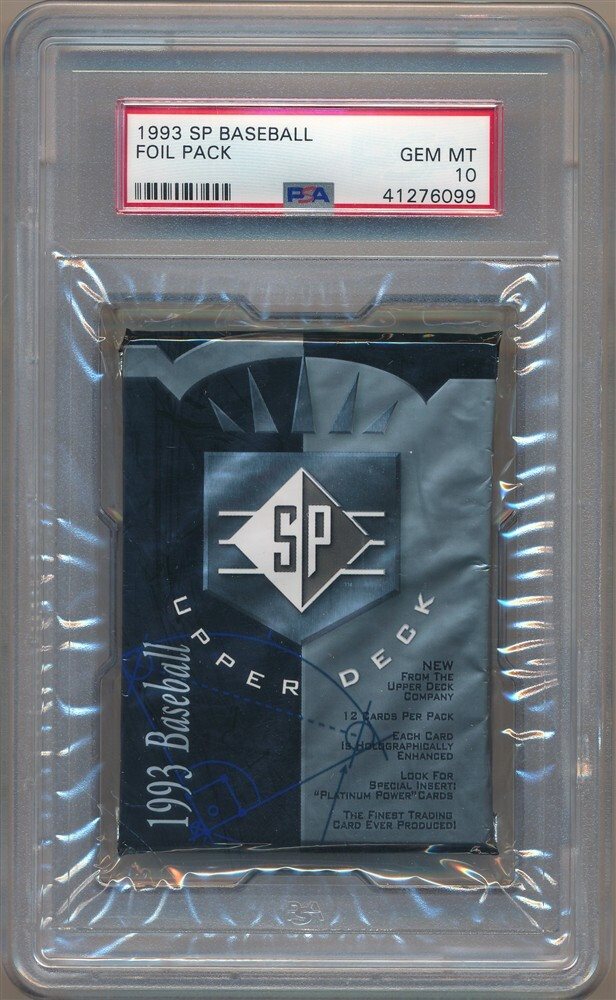 1993 SP BASEBALL
FOIL PACK
GEM MT
10
PSA
41276099
SP
UPPER DECK
1993 Baseball
NEW
FROM THE
UPPER DECK
COMPANY
12 CARDS PER PACK
EACH CARD
IS HOLOGRAPHICALLY
ENHANCED
LOOK FOR
SPECIAL INSERT!
"PLATINUM POWER" CARDS
THE FINEST TRADING
CARD EVER PRODUCED!
PSA